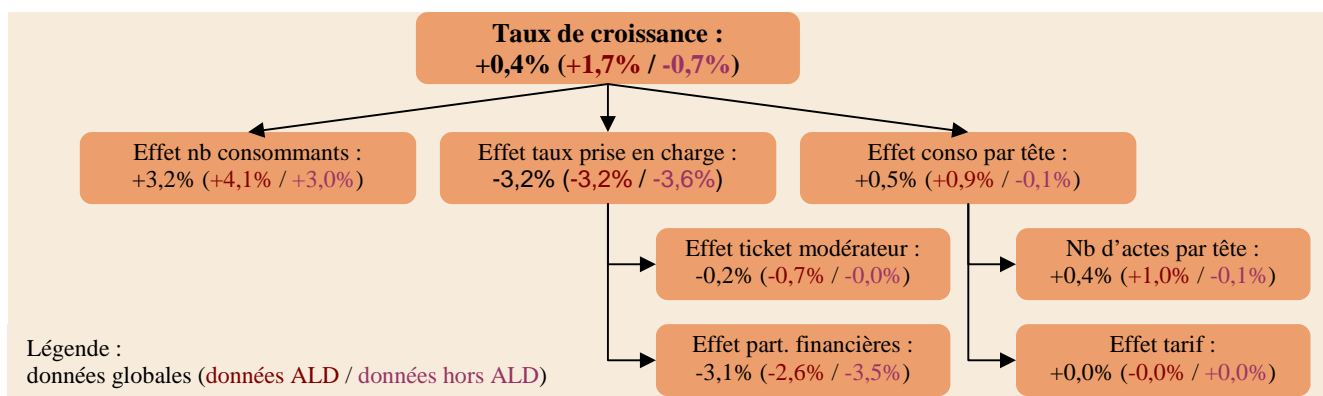 Taux de croissance :
+0,4% (+1,7% / -0,7%)
Effet nb consommants :
+3,2% (+4,1% / +3,0%)
Effet taux prise en charge :
-3,2% (-3,2% / -3,6%)
Effet conso par tête :
+0,5% (+0,9% / -0,1%)
Effet ticket modérateur :
-0,2% (-0,7% / -0,0%)
Nb d’actes par tête :
+0,4% (+1,0% / -0,1%)
Effet part. financières :
-3,1% (-2,6% / -3,5%)
Effet tarif :
+0,0% (-0,0% / +0,0%)
Légende :
données globales (données ALD / données hors ALD)